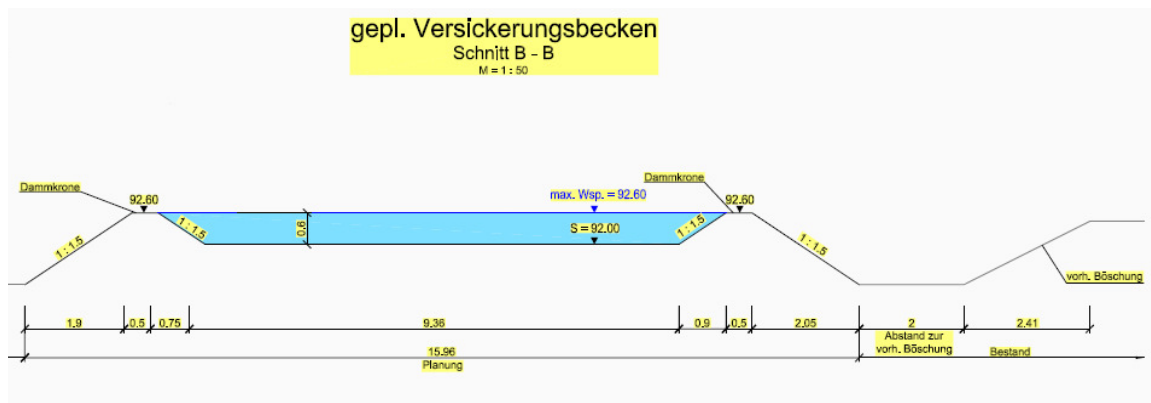 gepl. Versickerungsbecken
Schnitt B - B
M = 1 : 50
Dammkrone
92.60
max. Wsp. = 92.60
Dammkrone
92.60
1 : 1.5
1 : 1.5
0.6
S = 92.00
1 : 1.5
1 : 1.5
vorh. Böschung
1.9
0.5
0.75
9.36
0.9
0.5
2.05
2
2.41
Abstand zur
vorh. Böschung
15.96
Planung
Bestand